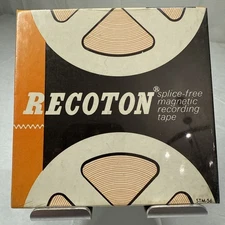 RECOTON®
splice-free
magnetic
recording
tape